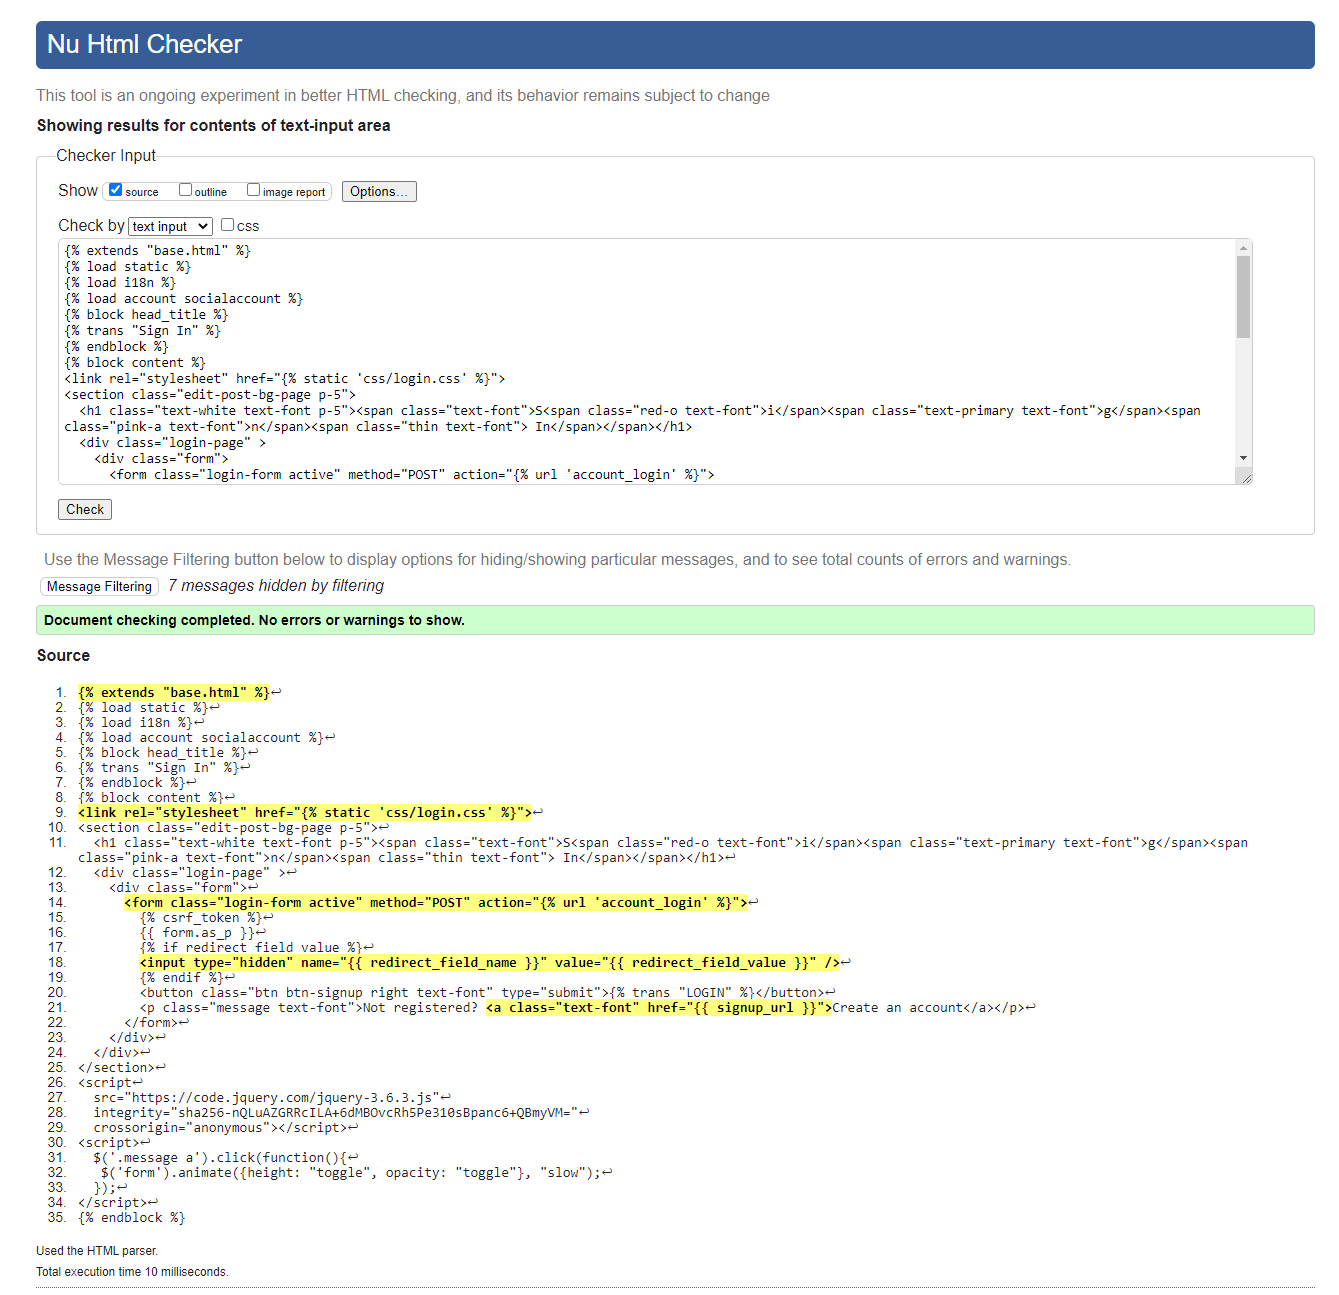 Nu Html Checker
This tool is an ongoing experiment in better HTML checking, and its behavior remains subject to change
Showing results for contents of text-input area
Checker Input
Show source outline image report Options...
Check by text input css
{% extends "base.html" %}
{% load static %}
{% load i18n %}
{% load account socialaccount %}
{% block head_title %}
{% trans "Sign In" %}
{% endblock %}
{% block content %}
<link rel="stylesheet" href="{% static 'css/login.css' %}">
<section class="edit-post-bg-page p-5">
<h1 class="text-white text-font p-5"><span class="text-font">S<span class="red-o text-font">i</span><span class="text-primary text-font">g</span><span
class="pink-a text-font">n</span><span class="thin text-font"> In</span></span></h1>
<div class="login-page" >
<div class="form">
<form class="login-form active" method="POST" action="{% url 'account_login' %}">
Check
Use the Message Filtering button below to display options for hiding/showing particular messages, and to see total counts of errors and warnings.
Message Filtering 7 messages hidden by filtering
Document checking completed. No errors or warnings to show.
Source
1. {% extends "base.html" %}↩
2. {% load static %}↩
3. {% load i18n %}↩
4. {% load account socialaccount %}↩
5. {% block head_title %}↩
6. {% trans "Sign In" %}↩
7. {% endblock %}↩
8. {% block content %}↩
9. <link rel="stylesheet" href="{% static 'css/login.css' %}">↩
10. <section class="edit-post-bg-page p-5">↩
11. <h1 class="text-white text-font p-5"><span class="text-font">S<span class="red-o text-font">i</span><span class="text-primary text-font">g</span><span
class="pink-a text-font">n</span><span class="thin text-font"> In</span></span></h1>↩
12. <div class="login-page" >↩
13. <div class="form">↩
14. <form class="login-form active" method="POST" action="{% url 'account_login' %}">↩
15. {% csrf_token %}↩
16. {{ form.as_p }}↩
17. {% if redirect_field_value %}↩
18. <input type="hidden" name="{{ redirect_field_name }}" value="{{ redirect_field_value }}" />↩
19. {% endif %}↩
20. <button class="btn btn-signup right text-font" type="submit">{% trans "LOGIN" %}</button>↩
21. <p class="message text-font">Not registered? <a class="text-font" href="{{ signup_url }}">Create an account</a></p>↩
22. </form>↩
23. </div>↩
24. </div>↩
25. </section>↩
26. <script↩
27. src="https://code.jquery.com/jquery-3.6.3.js"↩
28. integrity="sha256-nQLuAZGRRcILA+6dMBOvcRh5Pe310sBpanc6+QBmyVM="↩
29. crossorigin="anonymous"></script>↩
30. <script>↩
31. $('.message a').click(function(){↩
32. $('form').animate({height: "toggle", opacity: "toggle"}, "slow");↩
33. });↩
34. </script>↩
35. {% endblock %}
Used the HTML parser.
Total execution time 10 milliseconds.